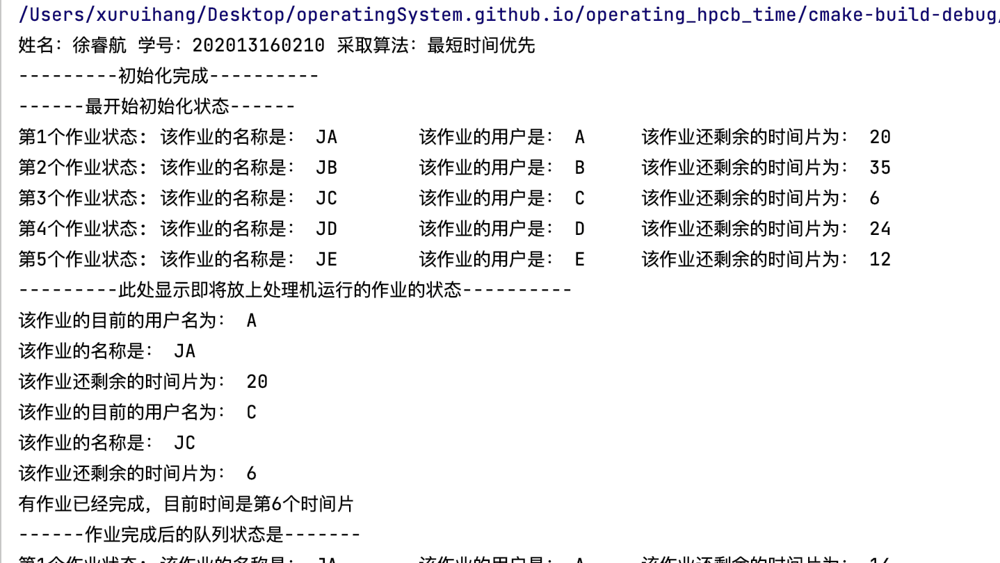 /Users/xuruihang/Desktop/operatingSystem.github.io/operating_hpcb_time/cmake-build-debug/
姓名：徐睿航 学号：202013160210 采取算法：最短时间优先
---------初始化完成----------
------最开始初始化状态------
第1个作业状态: 该作业的名称是： JA 该作业的用户是： A 该作业还剩余的时间片为： 20
第2个作业状态: 该作业的名称是： JB 该作业的用户是： B 该作业还剩余的时间片为： 35
第3个作业状态: 该作业的名称是： JC 该作业的用户是： C 该作业还剩余的时间片为： 6
第4个作业状态: 该作业的名称是： JD 该作业的用户是： D 该作业还剩余的时间片为： 24
第5个作业状态: 该作业的名称是： JE 该作业的用户是： E 该作业还剩余的时间片为： 12
---------此处显示即将放上处理机运行的作业的状态----------
该作业的目前的用户名为： A
该作业的名称是： JA
该作业还剩余的时间片为： 20
该作业的目前的用户名为： C
该作业的名称是： JC
该作业还剩余的时间片为： 6
有作业已经完成，目前时间是第6个时间片
------作业完成后的队列状态是-------
第1个作业状态: 该作业的名称是： JA 该作业的用户是： A 该作业还剩余的时间片为： 14